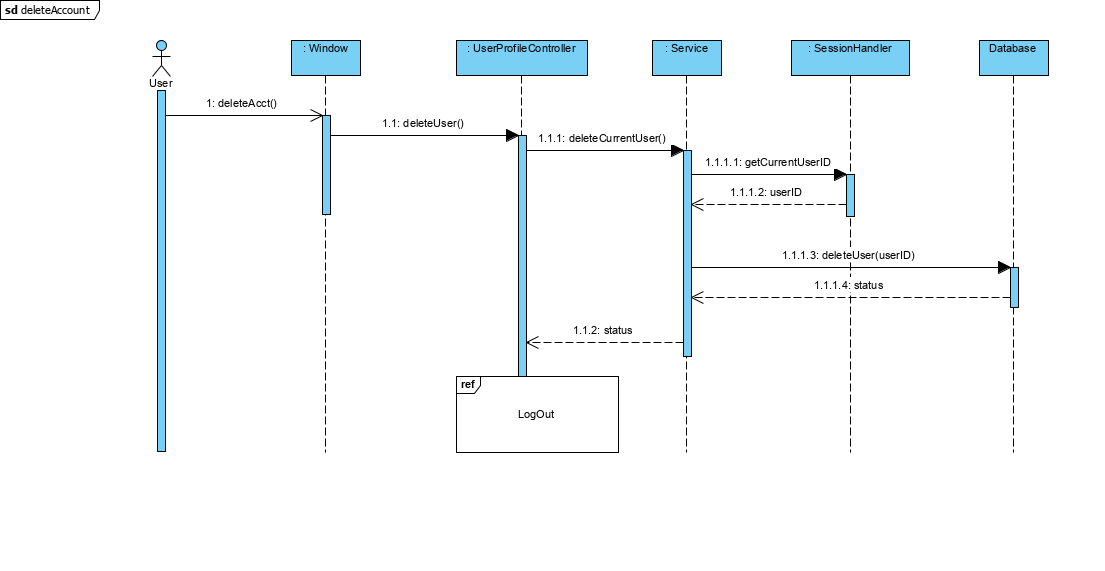 sd deleteAccount
: Window
: UserProfileController
: Service
: SessionHandler
Database
User
1: deleteAcct()
1.1: deleteUser()
1.1.1: deleteCurrentUser()
1.1.1.1: getCurrentUserID
1.1.1.2: userID
1.1.1.3: deleteUser(userID)
1.1.1.4: status
1.1.2: status
ref
LogOut